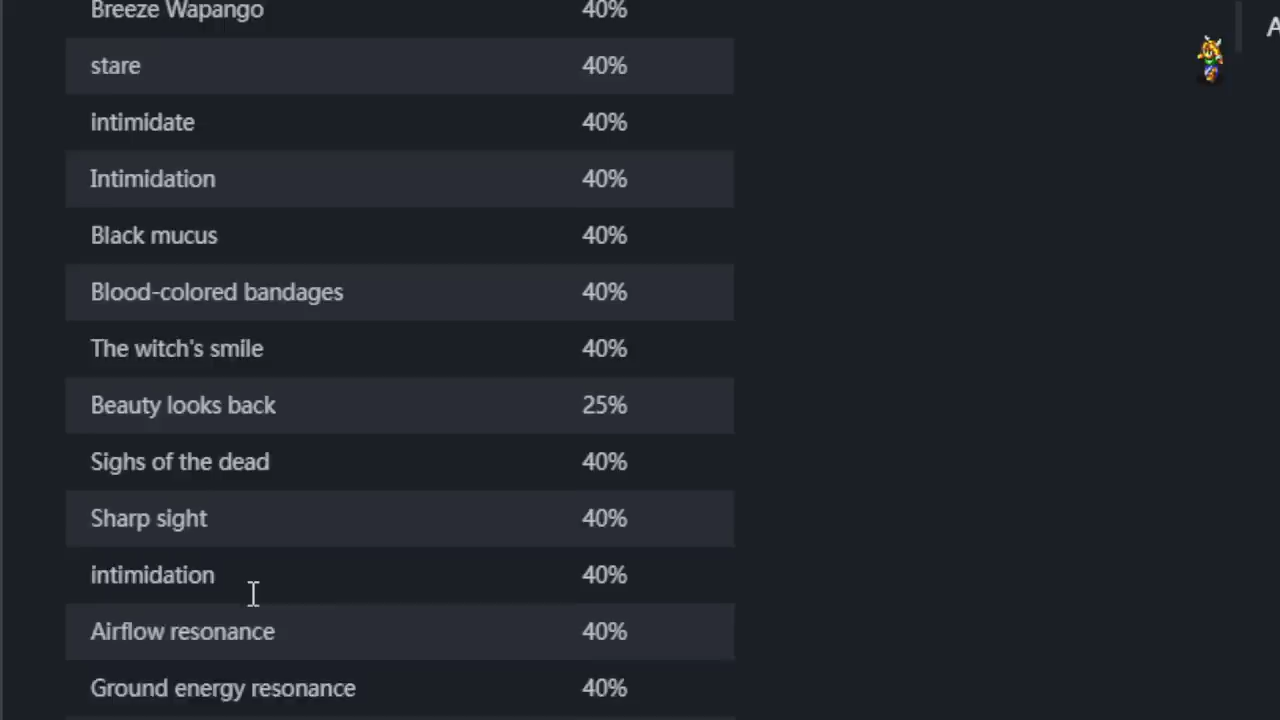 Breeze Wapango 40%
stare 40%
intimidate 40%
Intimidation 40%
Black mucus 40%
Blood-colored bandages 40%
The witch's smile 40%
Beauty looks back 25%
Sighs of the dead 40%
Sharp sight 40%
intimidation 40%
Airflow resonance 40%
Ground energy resonance 40%